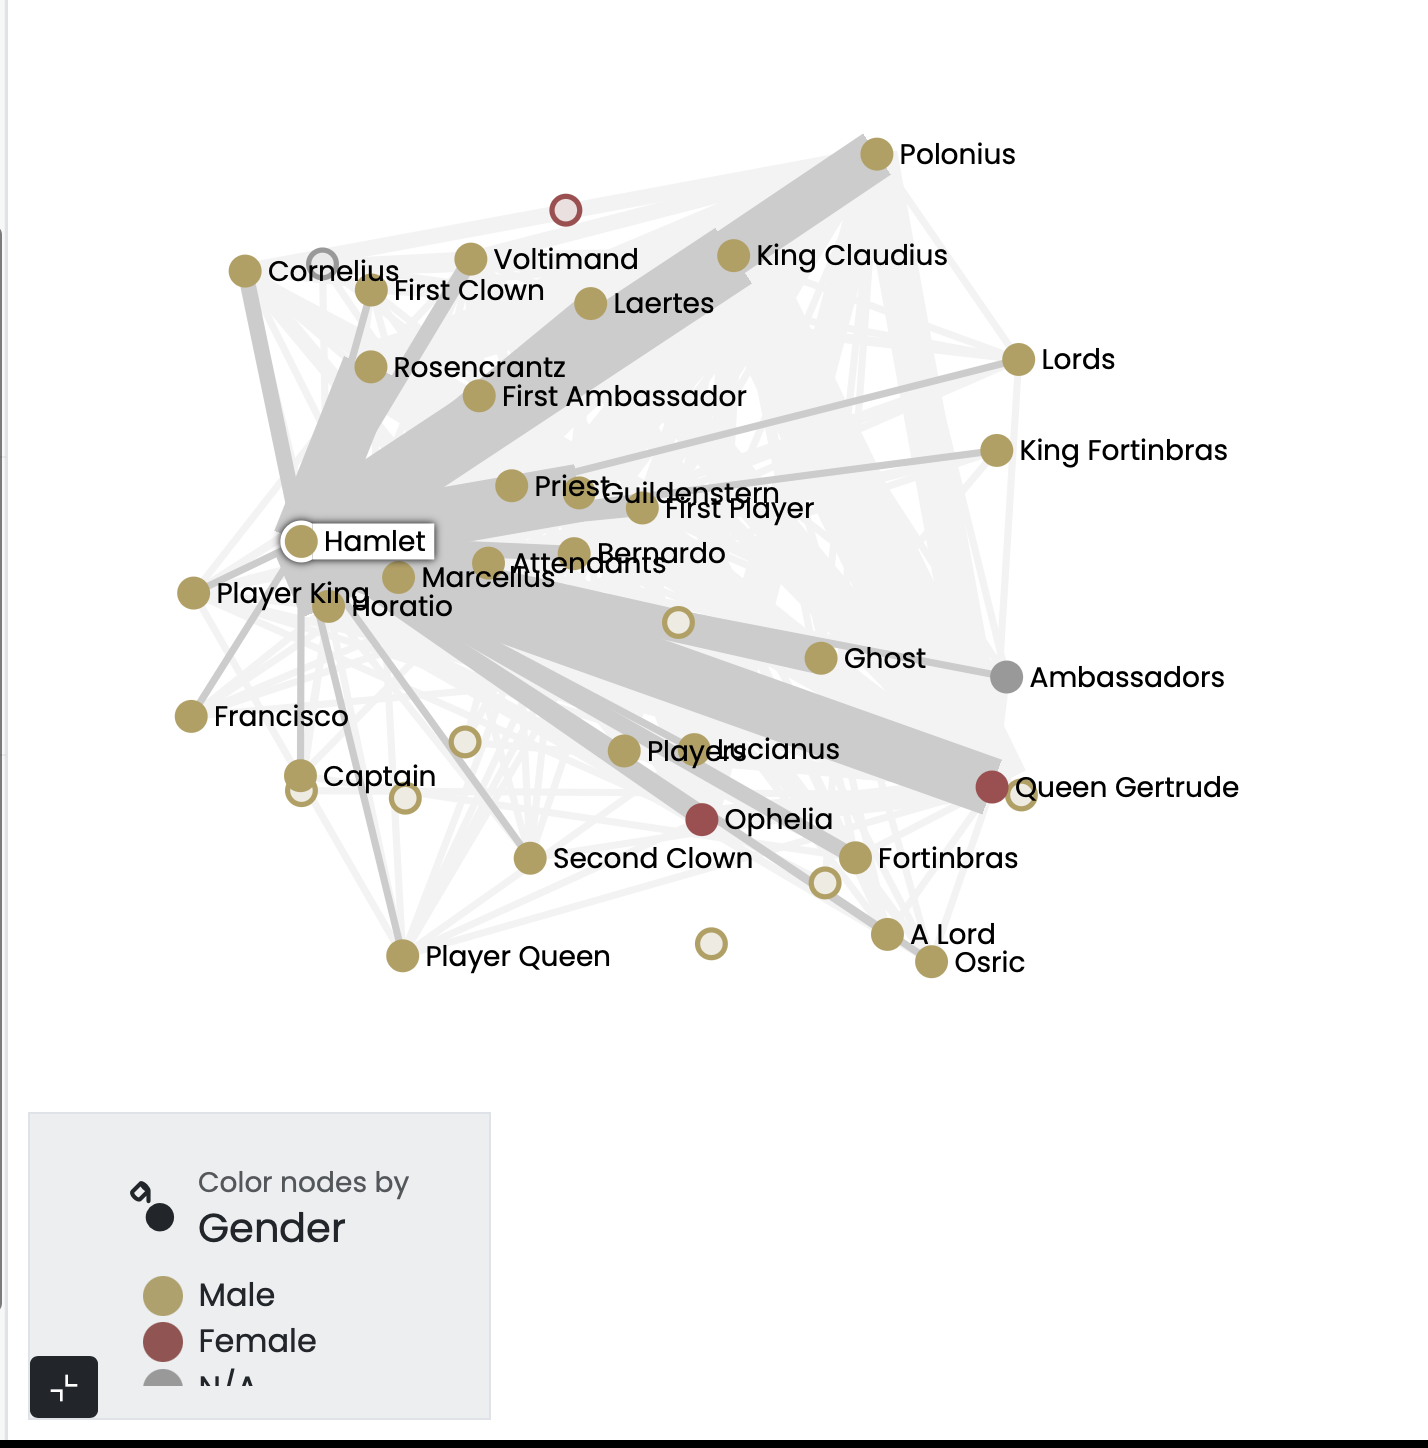 Polonius
King Claudius
Voltimand
Cornelius
First Clown
Laertes
Lords
Rosencrantz
First Ambassador
King Fortinbras
Priest
Guildenstern
First Player
Hamlet
Bernardo
Attendants
Marcellus
Player King
Horatio
Ghost
Ambassadors
Francisco
Players
Lucianus
Captain
Queen Gertrude
Ophelia
Second Clown
Fortinbras
A Lord
Player Queen
Osric
Color nodes by
Gender
Male
Female
N/A